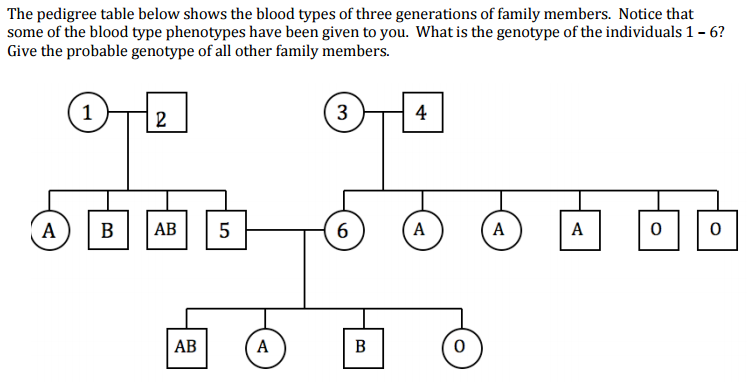 The pedigree table below shows the blood types of three generations of family members.  Notice that
some of the blood type phenotypes have been given to you.  What is the genotype of the individuals 1 – 6?
Give the probable genotype of all other family members.
1 2 3 4
A B AB 5 6 A A A O O
AB A B O